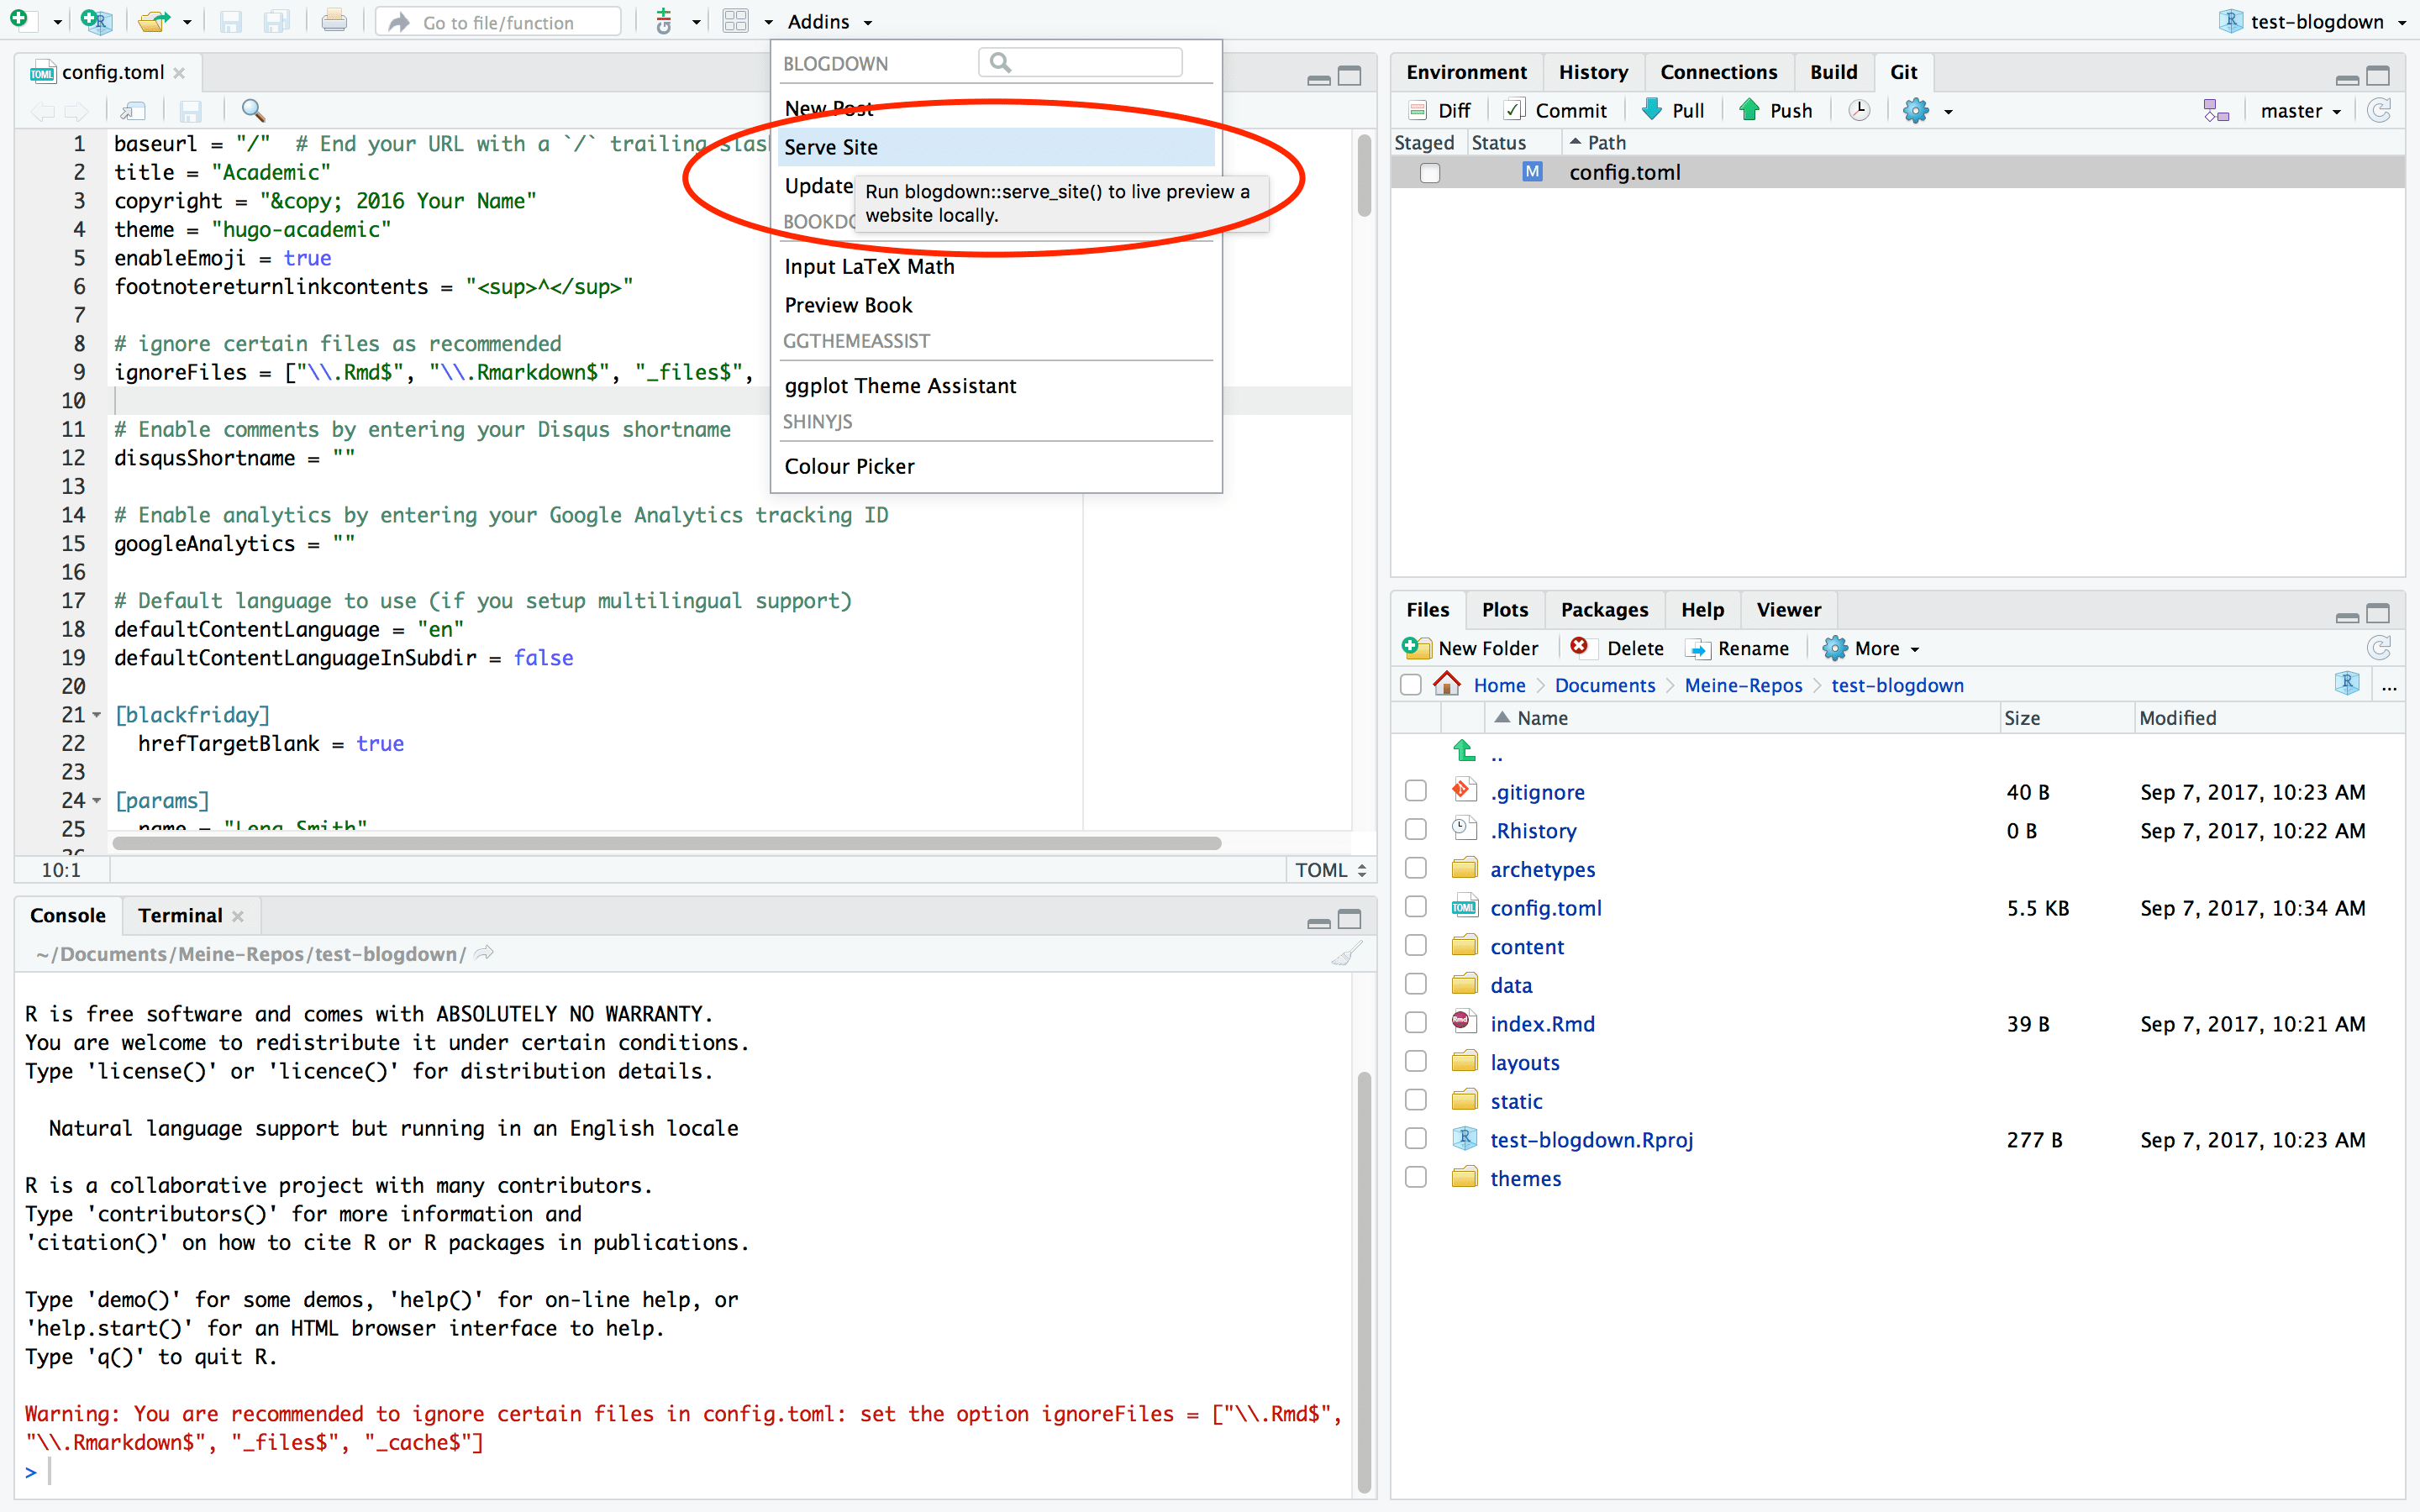 Go to file/function
Addins
test-blogdown
config.toml
1 baseurl = "/"  # End your URL with a `/` trailing
2 title = "Academic"
3 copyright = "&copy; 2016 Your Name"
4 theme = "hugo-academic"
5 enableEmoji = true
6 footnotereturnlinkcontents = "<sup>^</sup>"
7
8 # ignore certain files as recommended
9 ignoreFiles = ["\\.Rmd$", "\\.Rmarkdown$", "_files$",
10
11 # Enable comments by entering your Disqus shortname
12 disqusShortname = ""
13
14 # Enable analytics by entering your Google Analytics tracking ID
15 googleAnalytics = ""
16
17 # Default language to use (if you setup multilingual support)
18 defaultContentLanguage = "en"
19 defaultContentLanguageInSubdir = false
20
21 [blackfriday]
22 hrefTargetBlank = true
23
24 [params]
25 name = "Lena Smith"
10:1
TOML
BLOGDOWN
New Post
Serve Site
Update
Run blogdown::serve_site() to live preview a
website locally.
Input LaTeX Math
Preview Book
GGTHEMEASSIST
ggplot Theme Assistant
SHINYJS
Colour Picker
Console Terminal
~/Documents/Meine-Repos/test-blogdown/
R is free software and comes with ABSOLUTELY NO WARRANTY.
You are welcome to redistribute it under certain conditions.
Type 'license()' or 'licence()' for distribution details.
Natural language support but running in an English locale
R is a collaborative project with many contributors.
Type 'contributors()' for more information and
'citation()' on how to cite R or R packages in publications.
Type 'demo()' for some demos, 'help()' for on-line help, or
'help.start()' for an HTML browser interface to help.
Type 'q()' to quit R.
Warning: You are recommended to ignore certain files in config.toml: set the option ignoreFiles = ["\\.Rmd$",
"\\.Rmarkdown$", "_files$", "_cache$"]
>
Environment History Connections Build Git
Diff Commit Pull Push master
Staged Status Path
M config.toml
Files Plots Packages Help Viewer
New Folder Delete Rename More
Home Documents Meine-Repos test-blogdown ...
Name Size Modified
..
.gitignore 40 B Sep 7, 2017, 10:23 AM
.Rhistory 0 B Sep 7, 2017, 10:22 AM
archetypes
config.toml 5.5 KB Sep 7, 2017, 10:34 AM
content
data
index.Rmd 39 B Sep 7, 2017, 10:21 AM
layouts
static
test-blogdown.Rproj 277 B Sep 7, 2017, 10:23 AM
themes